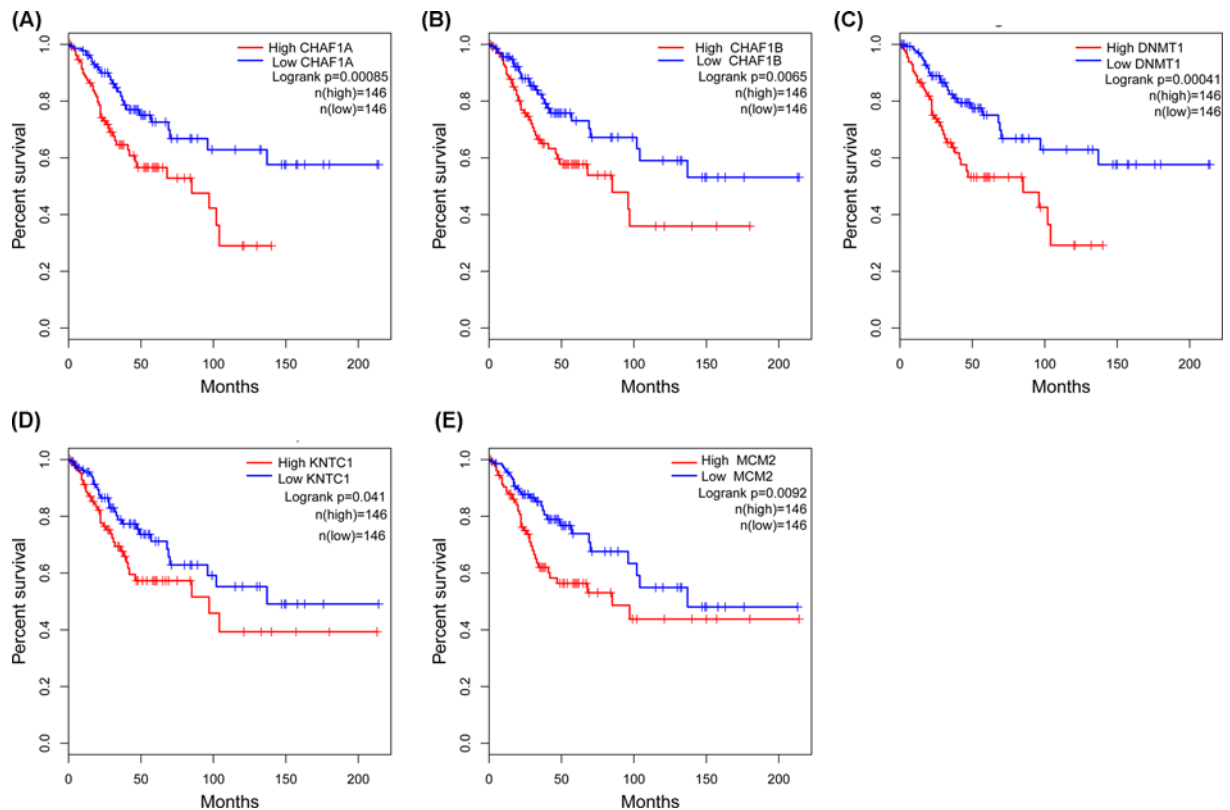 (A)
High CHAF1A
Low CHAF1A
Logrank p=0.00085
n(high)=146
n(low)=146
Percent survival
1.0
0.8
0.6
0.4
0.2
0.0
0 50 100 150 200
Months
(B)
High CHAF1B
Low CHAF1B
Logrank p=0.0065
n(high)=146
n(low)=146
Percent survival
1.0
0.8
0.6
0.4
0.2
0.0
0 50 100 150 200
Months
(C)
High DNMT1
Low DNMT1
Logrank p=0.00041
n(high)=146
n(low)=146
Percent survival
1.0
0.8
0.6
0.4
0.2
0.0
0 50 100 150 200
Months
(D)
High KNTC1
Low KNTC1
Logrank p=0.041
n(high)=146
n(low)=146
Percent survival
1.0
0.8
0.6
0.4
0.2
0.0
0 50 100 150 200
Months
(E)
High MCM2
Low MCM2
Logrank p=0.0092
n(high)=146
n(low)=146
Percent survival
1.0
0.8
0.6
0.4
0.2
0.0
0 50 100 150 200
Months